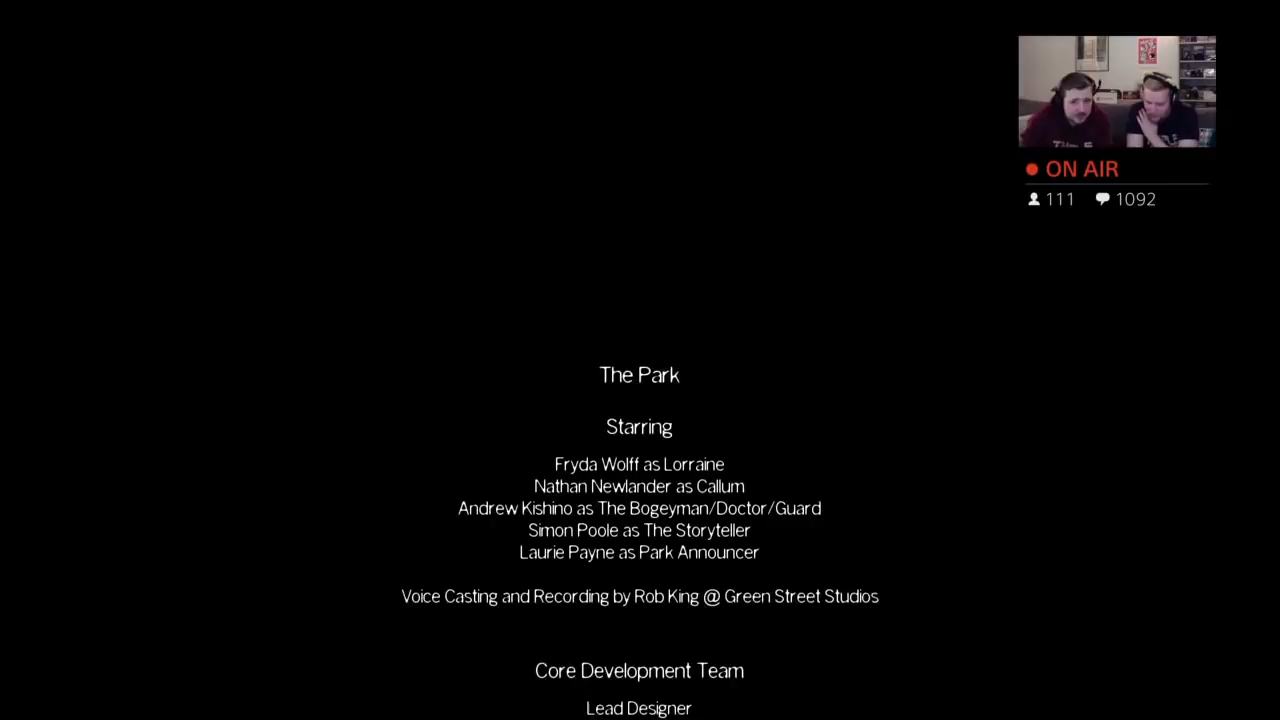 ON AIR
111 1092
The Park
Starring
Fryda Wolff as Lorraine
Nathan Newlander as Callum
Andrew Kishino as The Bogeyman/Doctor/Guard
Simon Poole as The Storyteller
Laurie Payne as Park Announcer
Voice Casting and Recording by Rob King @ Green Street Studios
Core Development Team
Lead Designer